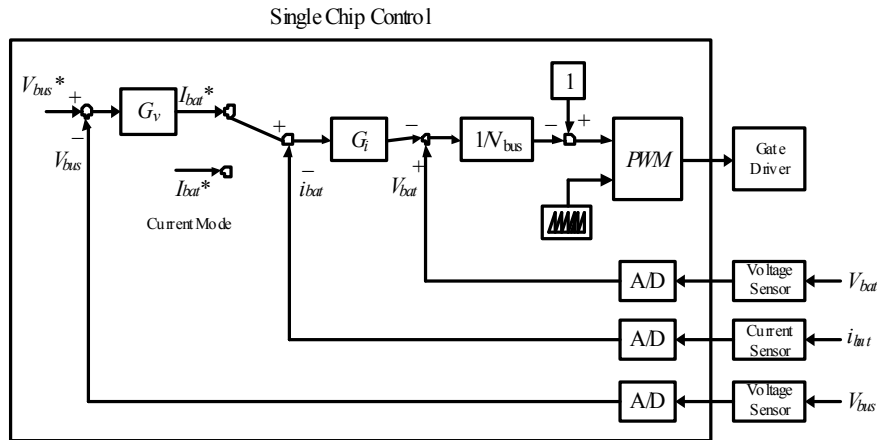 Single Chip Control
V_bus* + G_v I_bat* + G_i − 1/V_bus − 1 +
− V_bus
I_bat*
Current Mode
− i_bat
V_bat +
PWM
Gate
Driver
A/D
Voltage
Sensor
V_bat
A/D
Current
Sensor
i_but
A/D
Voltage
Sensor
V_bus